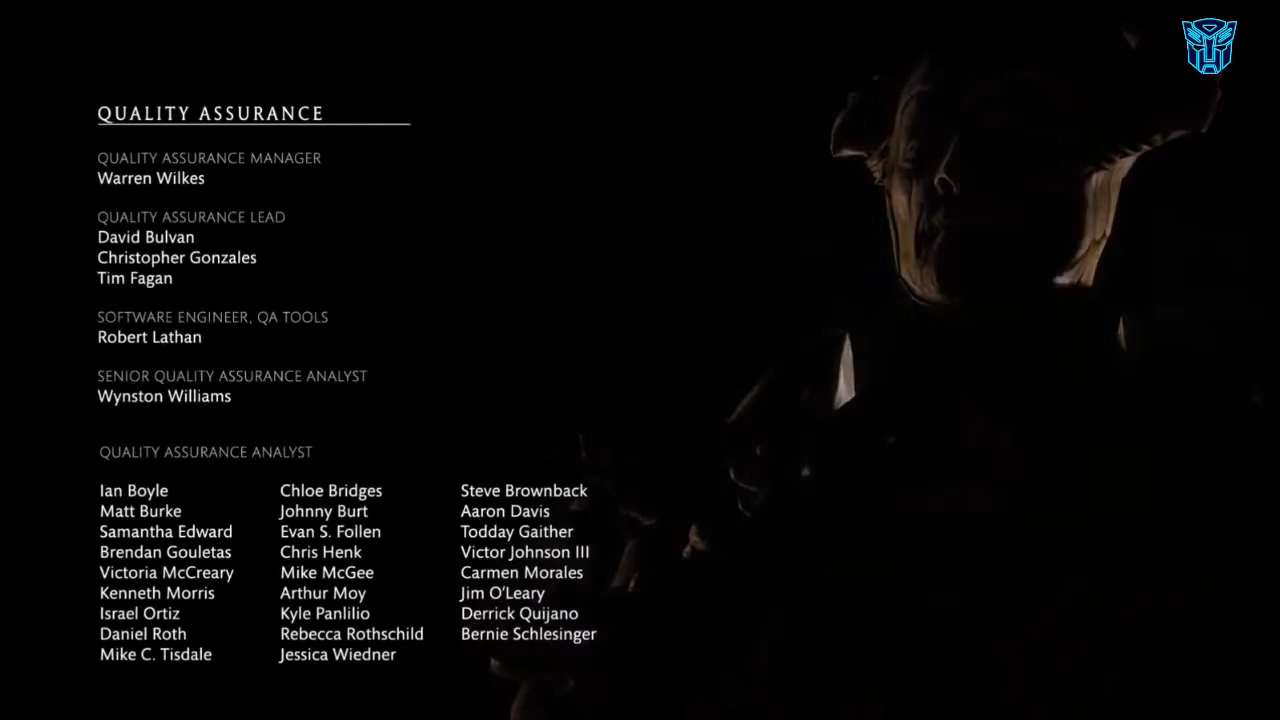 QUALITY ASSURANCE
QUALITY ASSURANCE MANAGER
Warren Wilkes
QUALITY ASSURANCE LEAD
David Bulvan
Christopher Gonzales
Tim Fagan
SOFTWARE ENGINEER, QA TOOLS
Robert Lathan
SENIOR QUALITY ASSURANCE ANALYST
Wynston Williams
QUALITY ASSURANCE ANALYST
Ian Boyle Chloe Bridges Steve Brownback
Matt Burke Johnny Burt Aaron Davis
Samantha Edward Evan S. Follen Todday Gaither
Brendan Gouletas Chris Henk Victor Johnson III
Victoria McCreary Mike McGee Carmen Morales
Kenneth Morris Arthur Moy Jim O'Leary
Israel Ortiz Kyle Panlilio Derrick Quijano
Daniel Roth Rebecca Rothschild Bernie Schlesinger
Mike C. Tisdale Jessica Wiedner